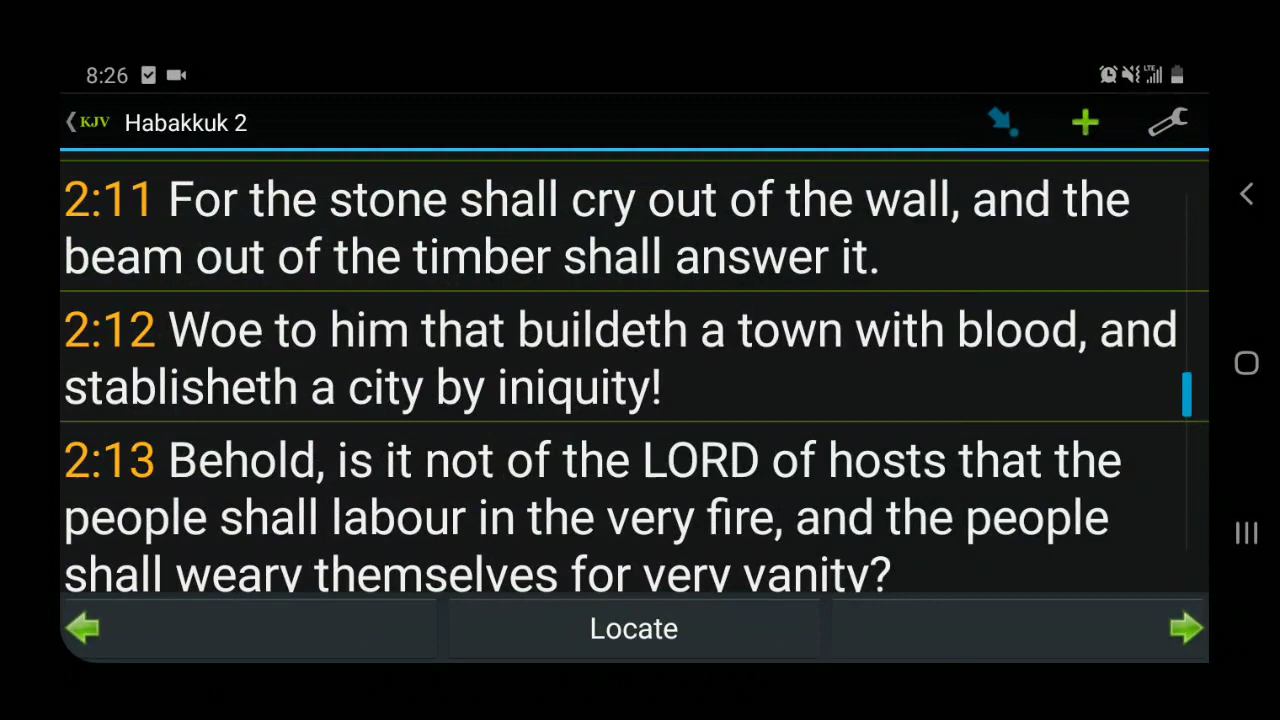 8:26
LTE
KJV Habakkuk 2
2:11 For the stone shall cry out of the wall, and the
beam out of the timber shall answer it.
2:12 Woe to him that buildeth a town with blood, and
stablisheth a city by iniquity!
2:13 Behold, is it not of the LORD of hosts that the
people shall labour in the very fire, and the people
shall weary themselves for very vanity?
Locate